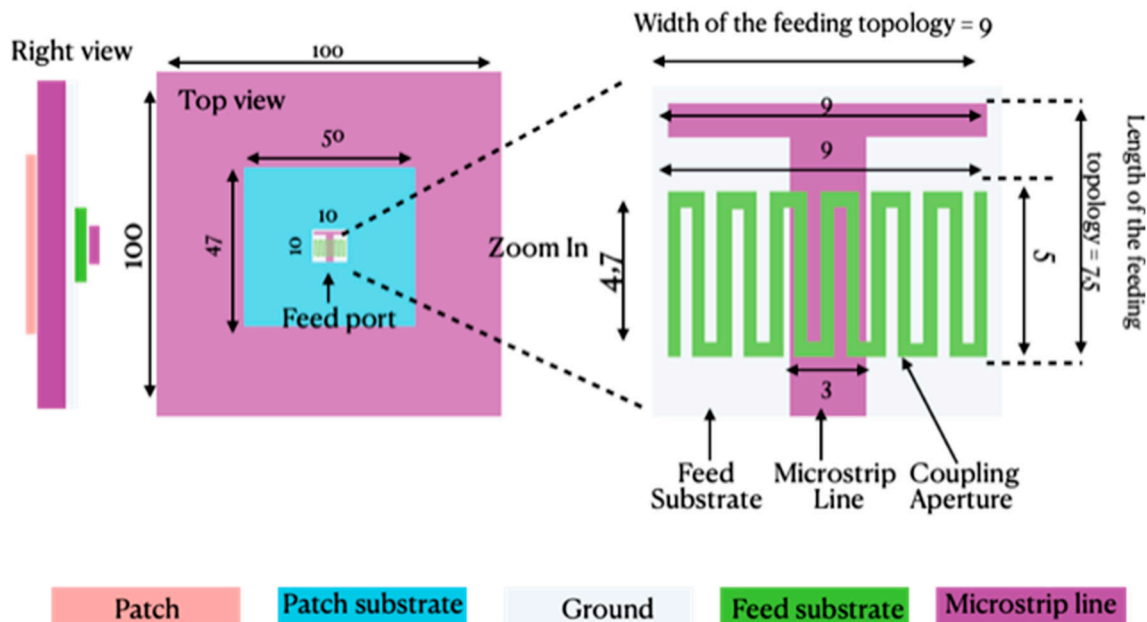 Width of the feeding topology = 9
Right view
100
Top view
50
10
10
47
100
Feed port
Zoom In
9
9
4,7
5
3
Length of the feeding
topology = 7,5
Feed
Substrate
Microstrip
Line
Coupling
Aperture
Patch
Patch substrate
Ground
Feed substrate
Microstrip line